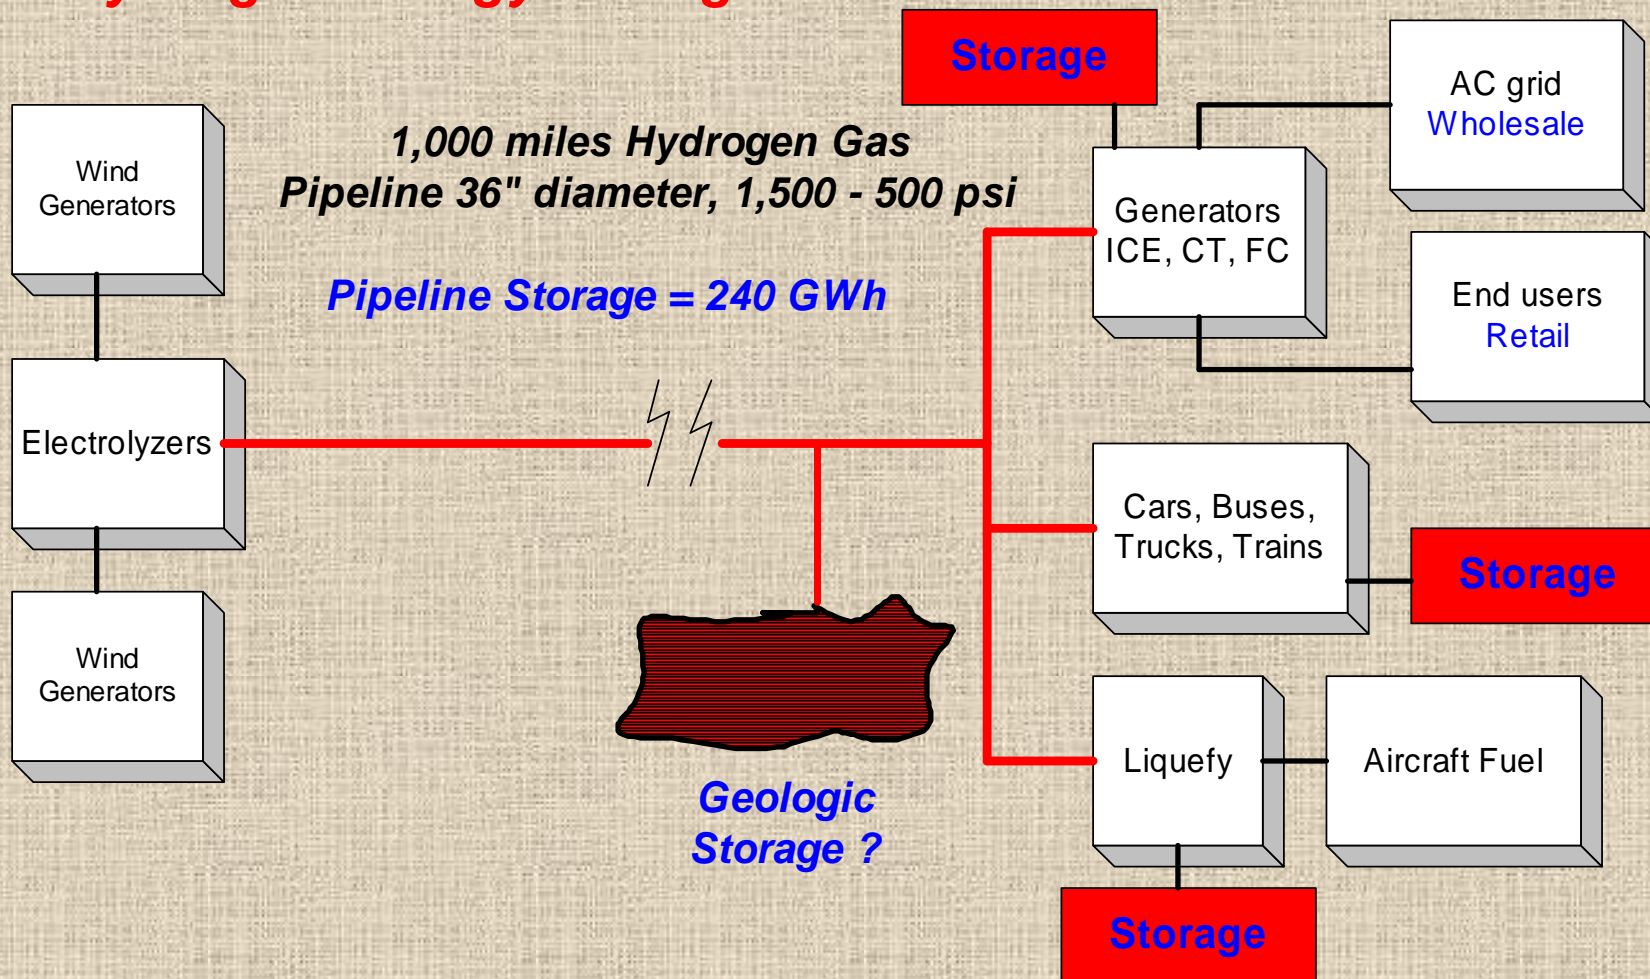 Storage
AC grid
Wholesale
Wind
Generators
1,000 miles Hydrogen Gas
Pipeline 36" diameter, 1,500 - 500 psi
Generators
ICE, CT, FC
Pipeline Storage = 240 GWh
End users
Retail
Electrolyzers
Cars, Buses,
Trucks, Trains
Storage
Wind
Generators
Liquefy
Aircraft Fuel
Geologic
Storage ?
Storage